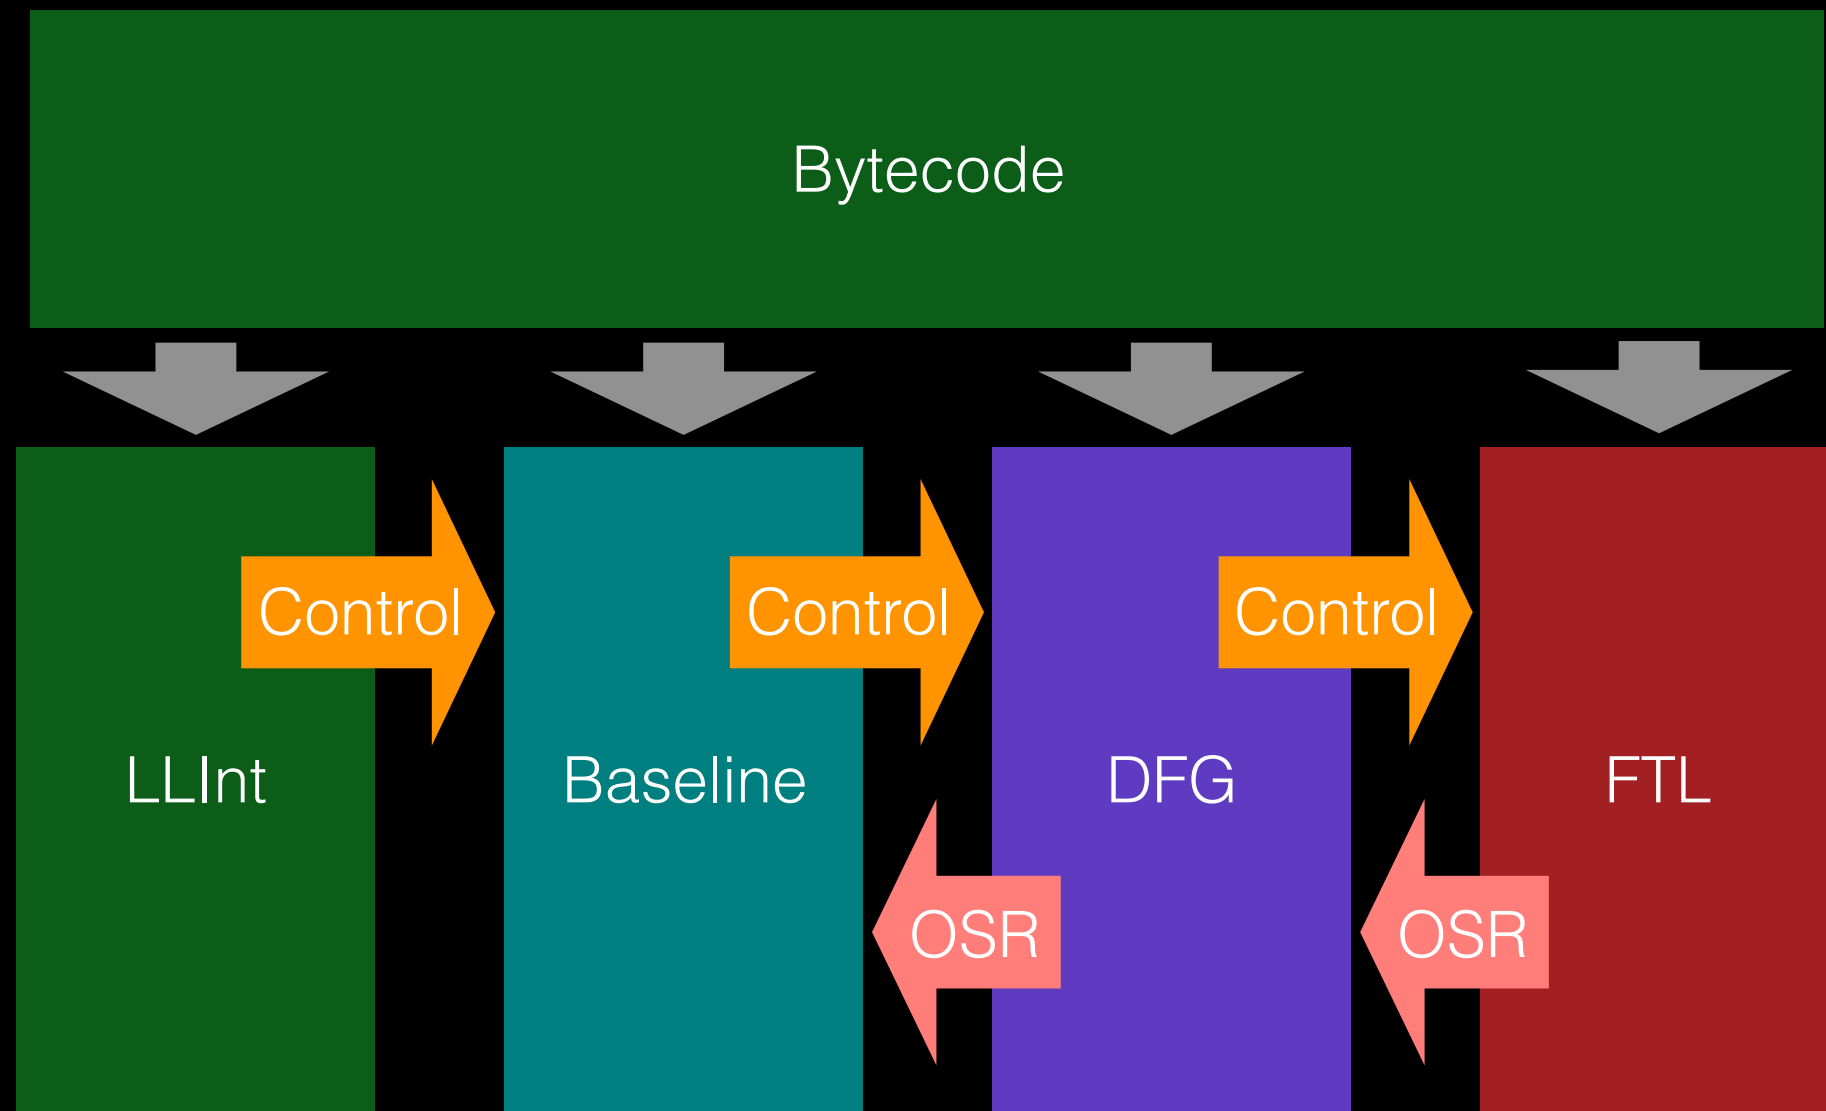 Bytecode
Control
Control
Control
LLInt
Baseline
DFG
FTL
OSR
OSR